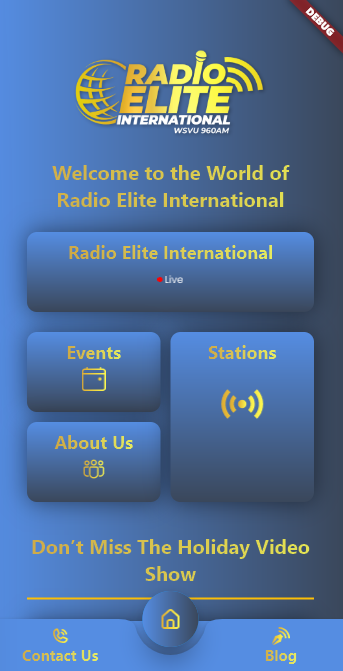 DEBUG
RADIO
ELITE
INTERNATIONAL
WSVU 960AM
Welcome to the World of
Radio Elite International
Radio Elite International
Live
Events
Stations
About Us
Don't Miss The Holiday Video
Show
Contact Us
Blog